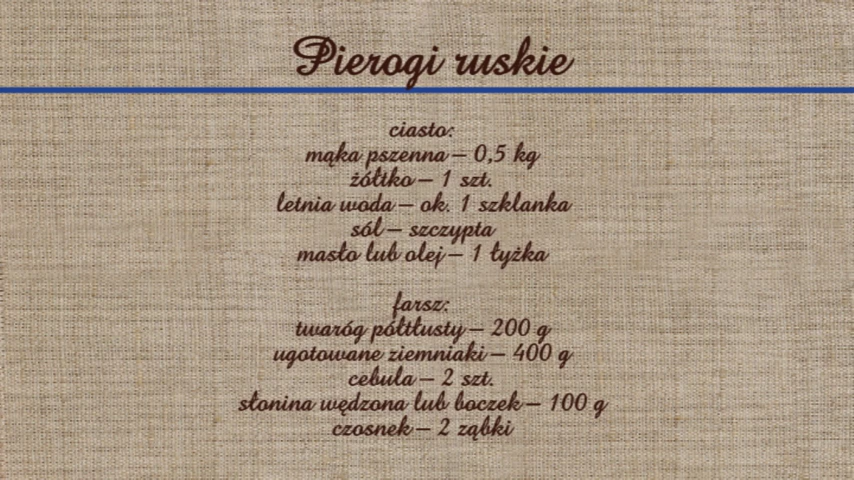 Pierogi ruskie
ciasto:
mąka pszenna – 0,5 kg
żółtko – 1 szt.
letnia woda – ok. 1 szklanka
sól – szczypta
masło lub olej – 1 łyżka
farsz:
twaróg półtłusty – 200 g
ugotowane ziemniaki – 400 g
cebula – 2 szt.
słonina wędzona lub boczek – 100 g
czosnek – 2 ząbki